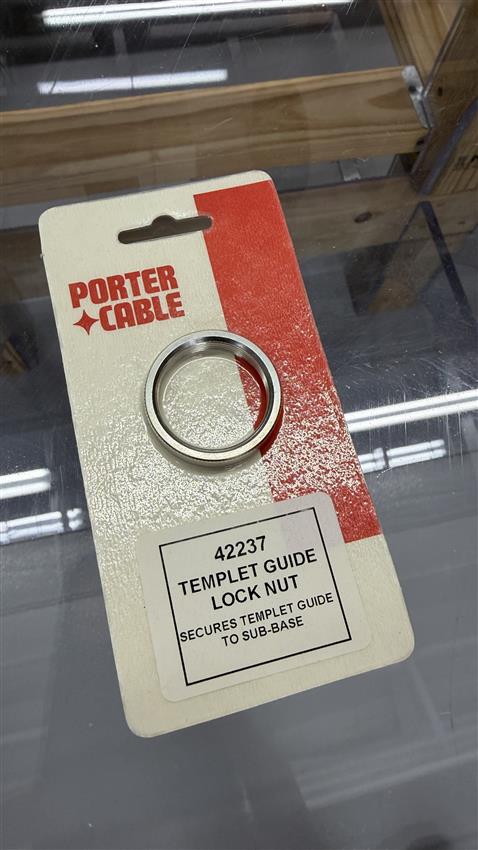 PORTER
CABLE
42237
TEMPLET GUIDE
LOCK NUT
SECURES TEMPLET GUIDE
TO SUB-BASE